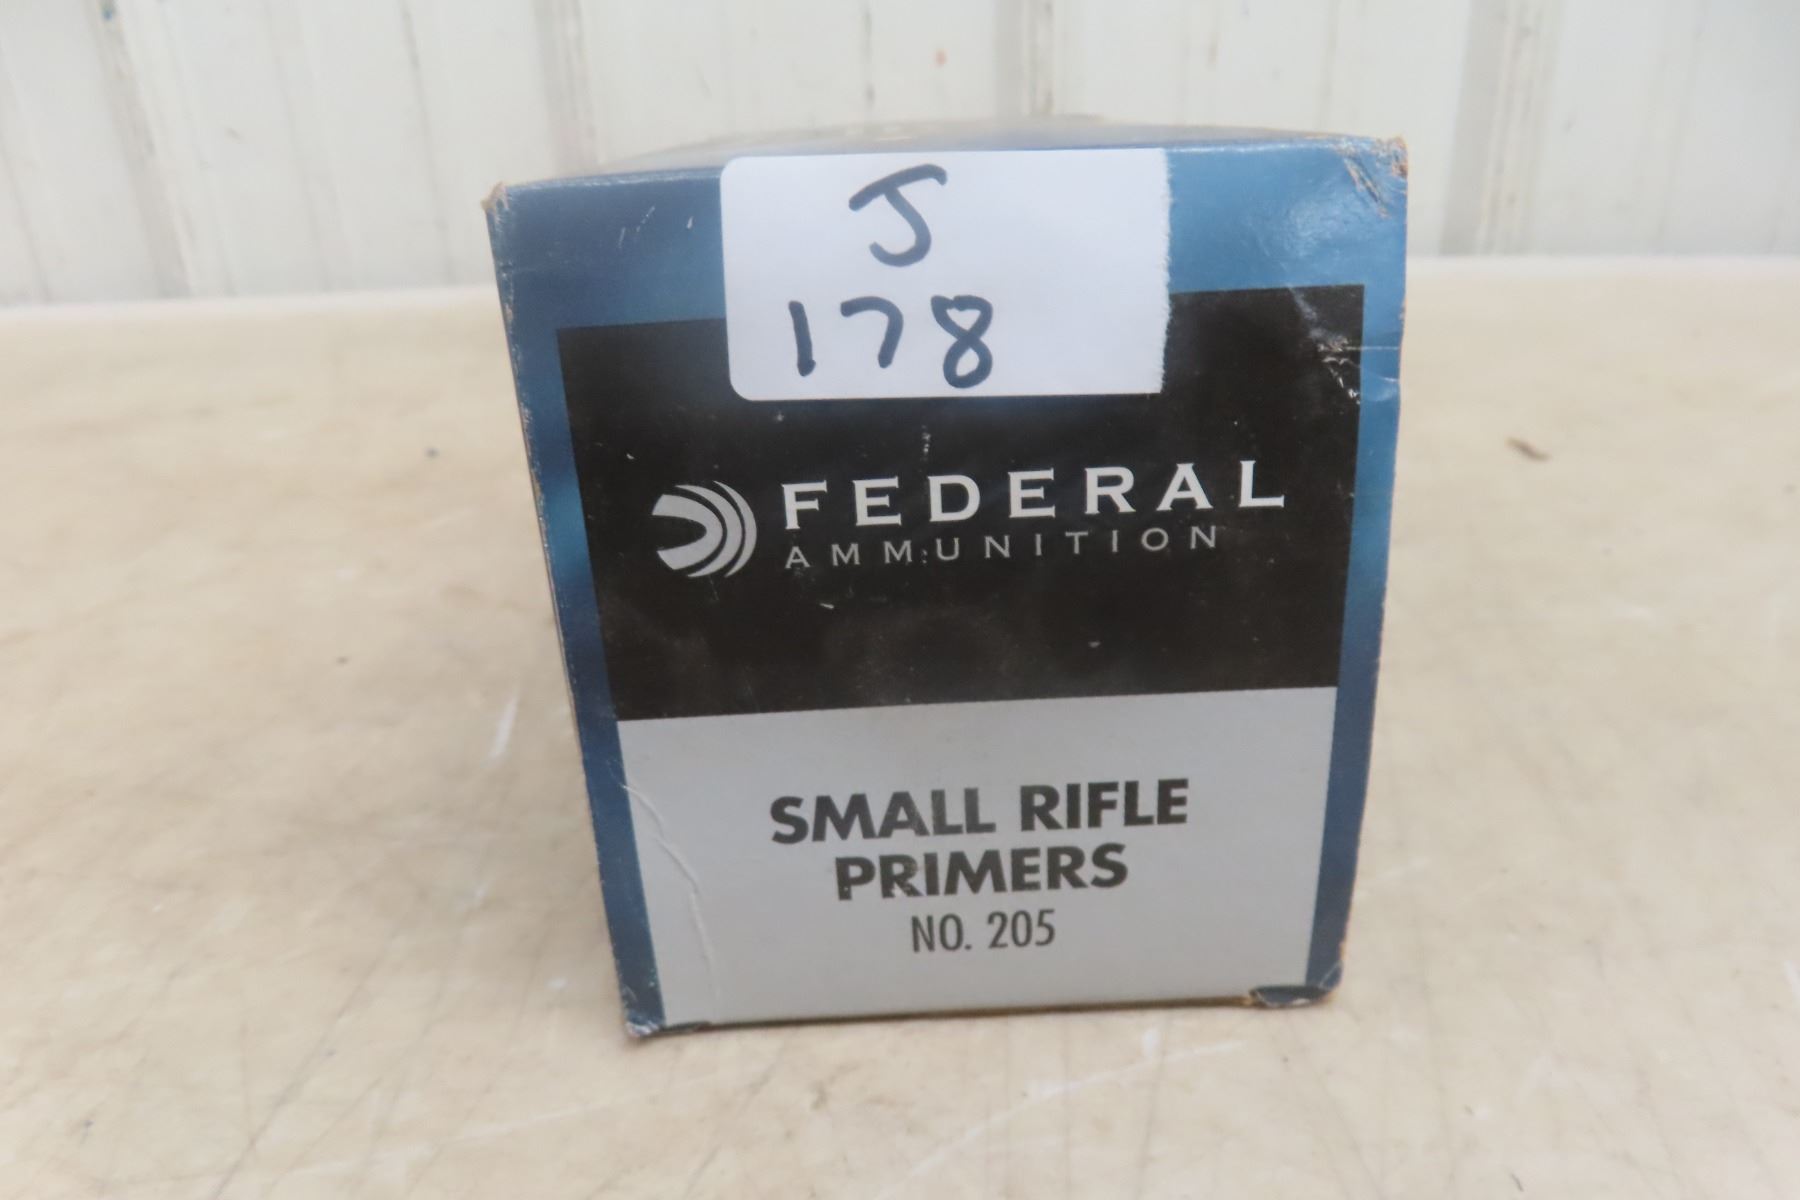 J
178
FEDERAL
AMMUNITION
SMALL RIFLE
PRIMERS
NO. 205